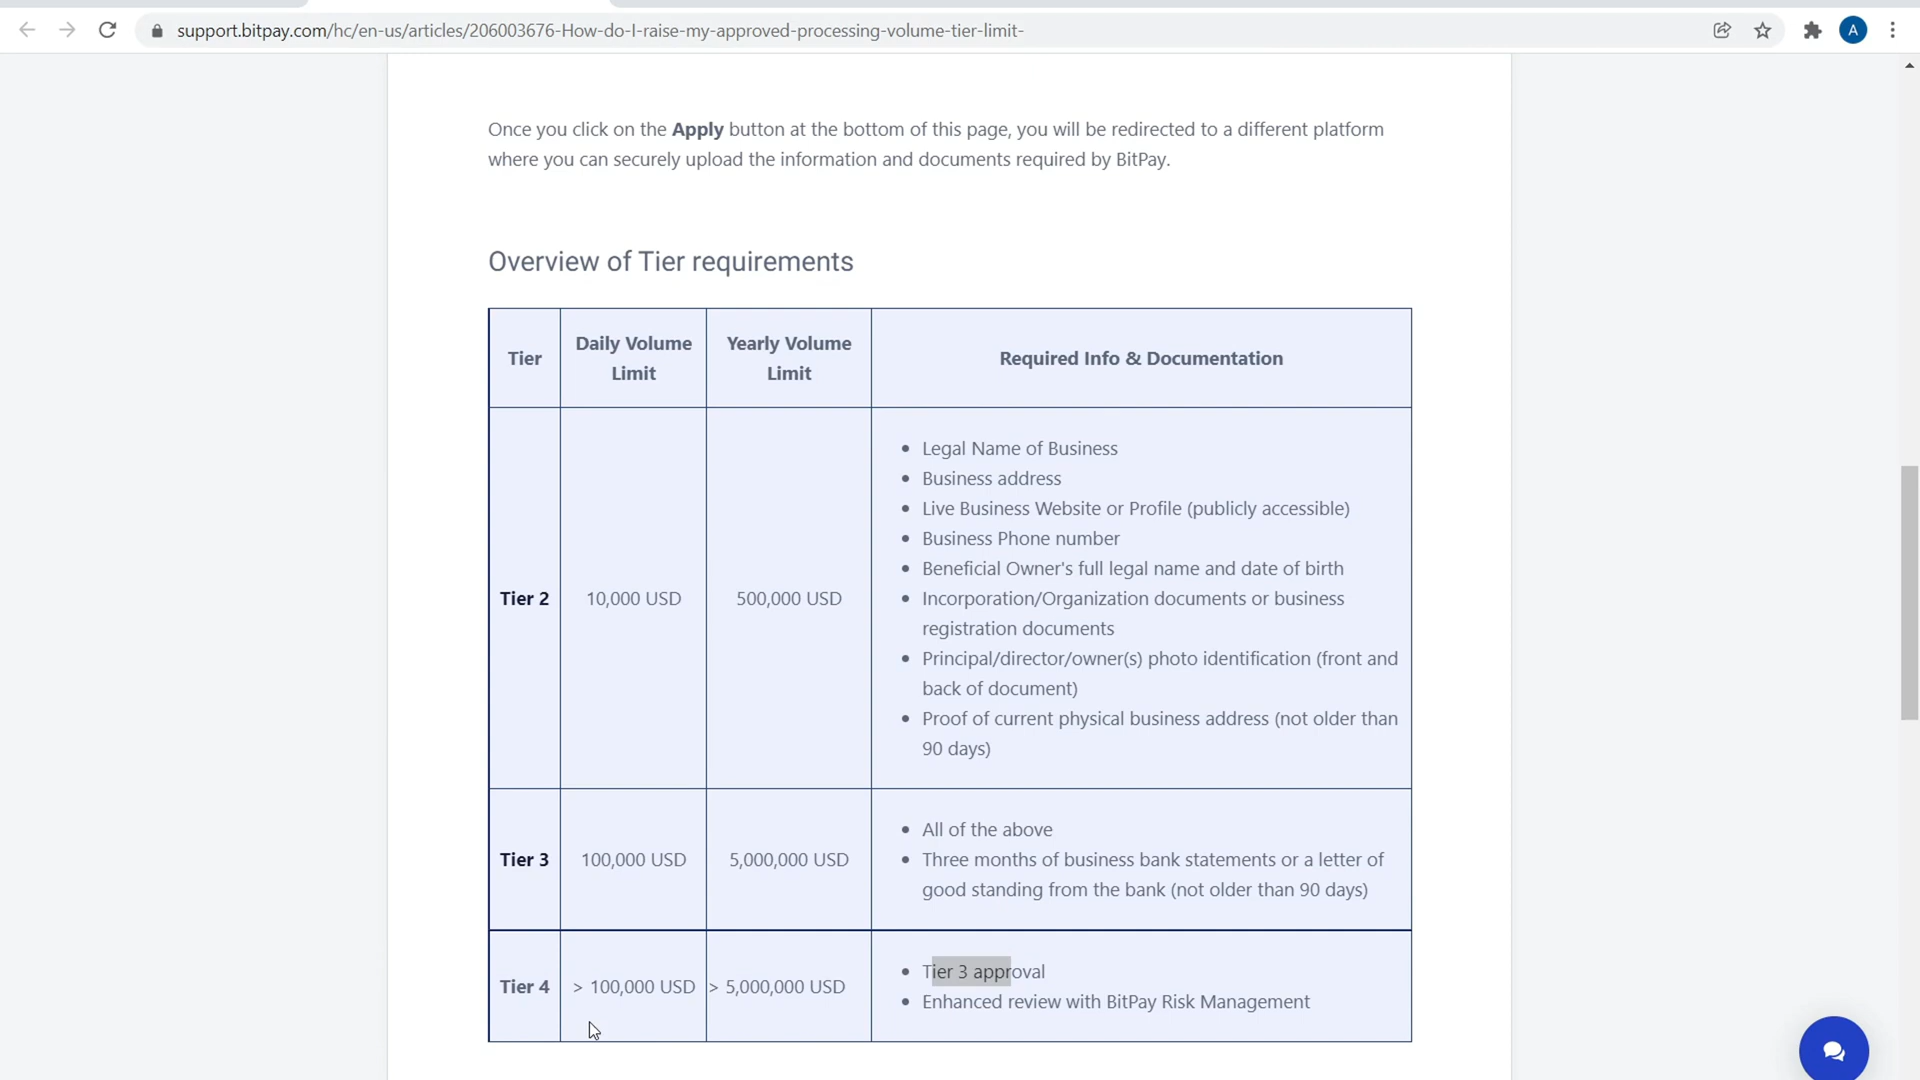 support.bitpay.com/hc/en-us/articles/206003676-How-do-I-raise-my-approved-processing-volume-tier-limit-
A
Once you click on the Apply button at the bottom of this page, you will be redirected to a different platform
where you can securely upload the information and documents required by BitPay.
Overview of Tier requirements
Tier
Daily Volume
Limit
Yearly Volume
Limit
Required Info & Documentation
Tier 2
10,000 USD
500,000 USD
• Legal Name of Business
• Business address
• Live Business Website or Profile (publicly accessible)
• Business Phone number
• Beneficial Owner's full legal name and date of birth
• Incorporation/Organization documents or business
registration documents
• Principal/director/owner(s) photo identification (front and
back of document)
• Proof of current physical business address (not older than
90 days)
Tier 3
100,000 USD
5,000,000 USD
• All of the above
• Three months of business bank statements or a letter of
good standing from the bank (not older than 90 days)
Tier 4
> 100,000 USD
> 5,000,000 USD
• Tier 3 approval
• Enhanced review with BitPay Risk Management